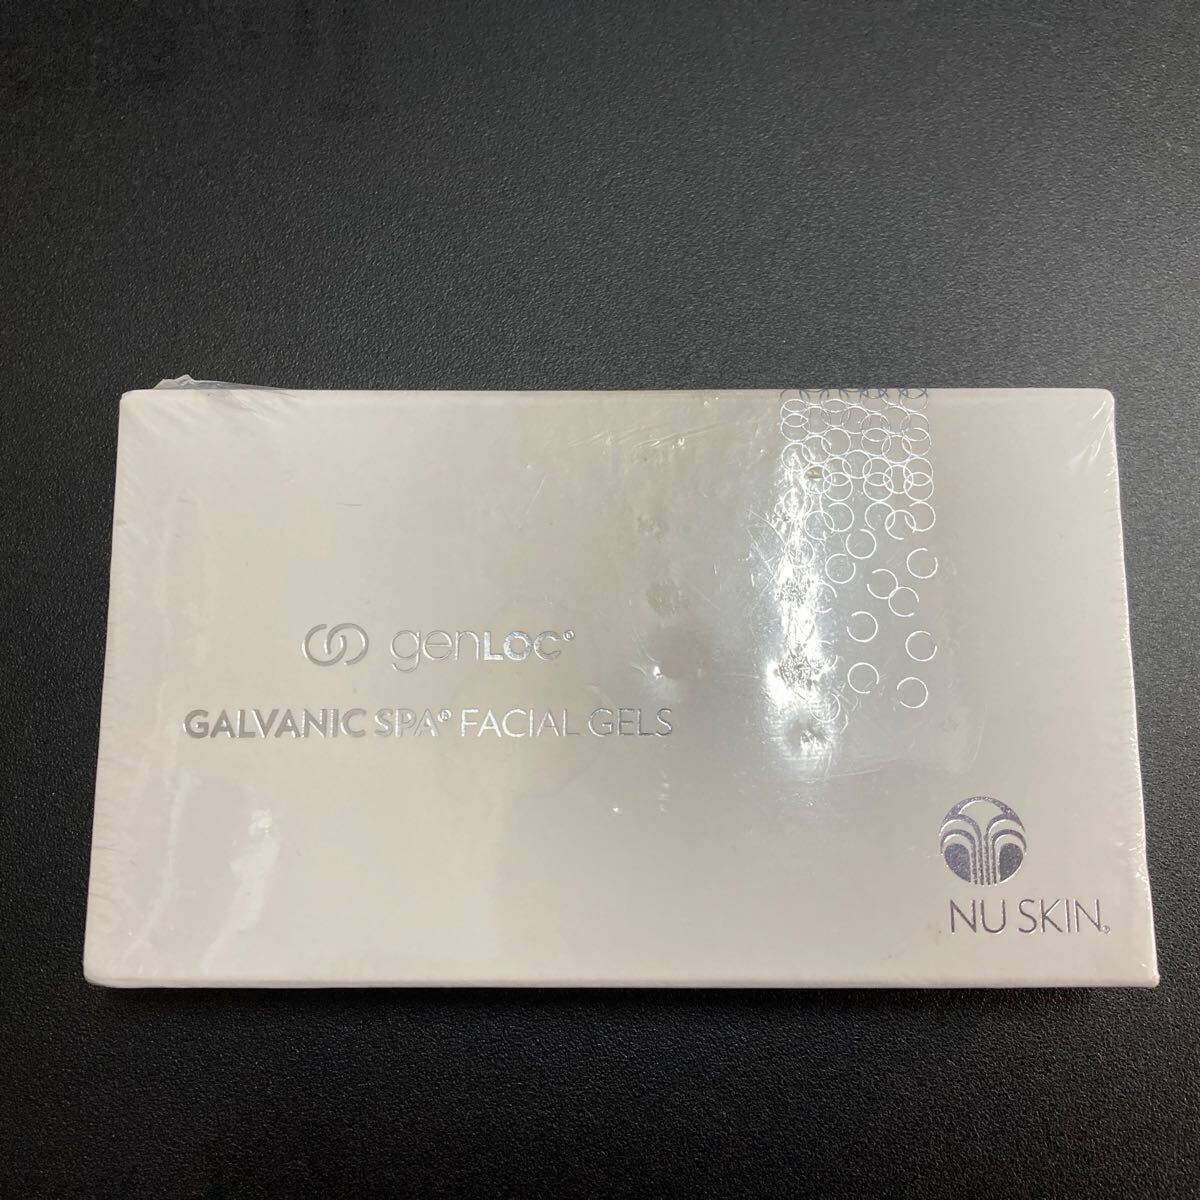 genLOC®
GALVANIC SPA® FACIAL GELS
NU SKIN®